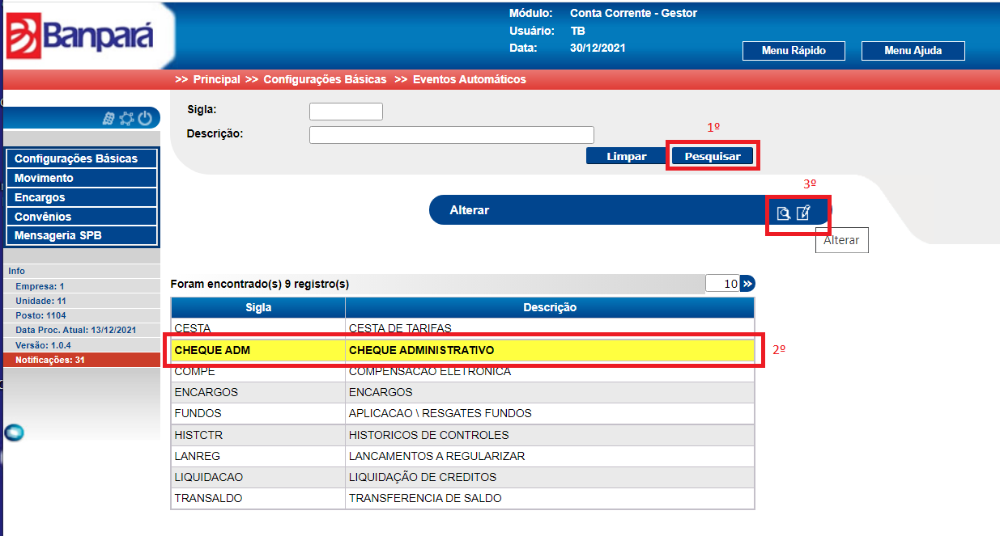 Banpará
Módulo: Conta Corrente - Gestor
Usuário: TB
Data: 30/12/2021
Menu Rápido
Menu Ajuda
>> Principal >> Configurações Básicas >> Eventos Automáticos
Sigla:
Descrição:
1º
Limpar
Pesquisar
Configurações Básicas
Movimento
Encargos
Convênios
Mensageria SPB
3º
Alterar
Alterar
Info
Empresa: 1
Unidade: 11
Posto: 1104
Data Proc. Atual: 13/12/2021
Versão: 1.0.4
Notificações: 31
Foram encontrado(s) 9 registro(s)
10
Sigla Descrição
CESTA CESTA DE TARIFAS
CHEQUE ADM CHEQUE ADMINISTRATIVO
2º
COMPE COMPENSACAO ELETRONICA
ENCARGOS ENCARGOS
FUNDOS APLICACAO \ RESGATES FUNDOS
HISTCTR HISTORICOS DE CONTROLES
LANREG LANCAMENTOS A REGULARIZAR
LIQUIDACAO LIQUIDAÇÃO DE CREDITOS
TRANSALDO TRANSFERENCIA DE SALDO